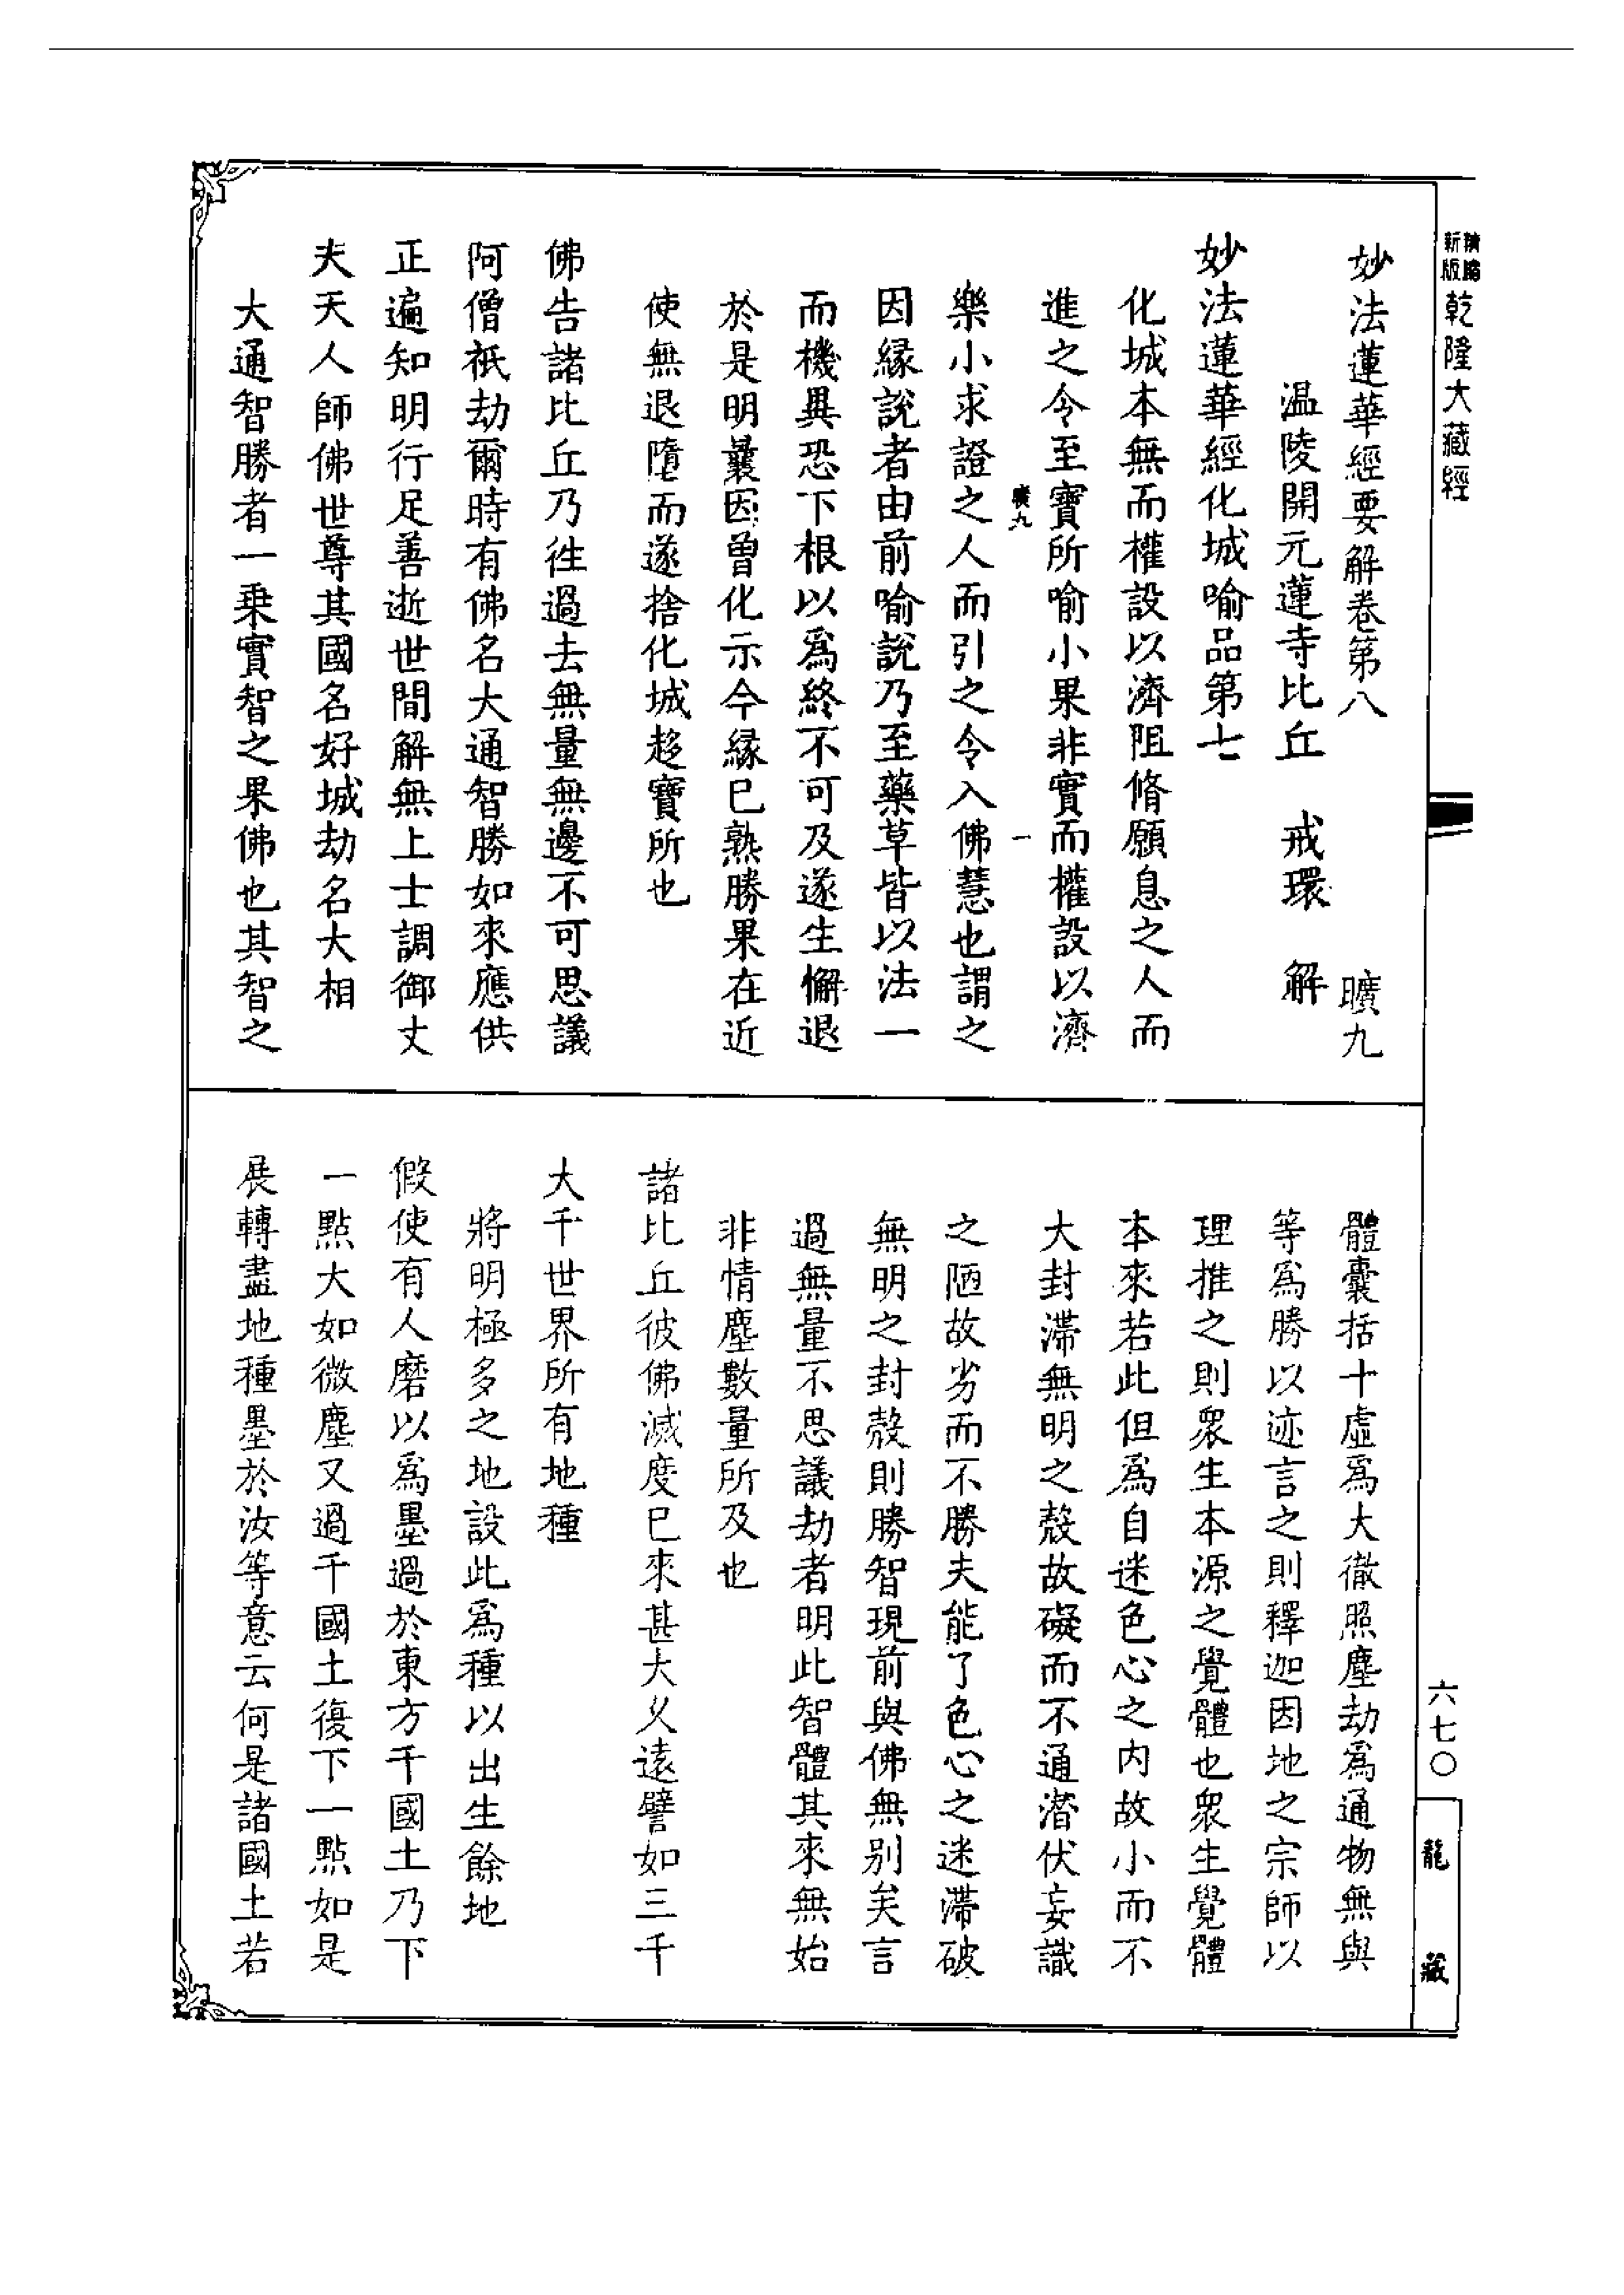 新版
乾隆大藏經
妙法蓮華經要解卷第八　曠九
温陵開元蓮寺比丘　戒環　解
妙法蓮華經化城喻品第七
化城本無而權設以濟阻脩願息之人而
進之令至寶所喻小果非實而權設以濟
曠九　一
樂小求證之人而引之令入佛慧也謂之
因緣說者由前喻說乃至藥草皆以法一
而機異恐下根以爲終不可及遂生懈退
於是明曩因曾化示今緣巳熟勝果在近
使無退墮而遂捨化城趍寶所也
佛告諸比丘乃徃過去無量無邊不可思議
阿僧祇劫爾時有佛名大通智勝如來應供
正遍知明行足善逝世間解無上士調御丈
夫天人師佛世尊其國名好城劫名大相
大通智勝者一乗實智之果佛也其智之
體囊括十虛爲大徹照塵劫爲通物無與
等爲勝以迹言之則釋迦因地之宗師以
理推之則衆生本源之覺體也衆生覺體
本來若此但爲自迷色心之内故小而不
大封滯無明之殼故礙而不通潛伏妄識
之陋故劣而不勝夫能了色心之迷滯破
無明之封殼則勝智現前與佛無別矣言
過無量不思議劫者明此智體其來無始
非情塵數量所及也
諸比丘彼佛滅度巳來甚大乆遠譬如三千
大千世界所有地種
將明極多之地設此爲種以出生餘地
假使有人磨以爲墨過於東方千國土乃下
一點大如微塵又過千國土復下一點如是
展轉盡地種墨於汝等意云何是諸國土若
六七〇
龍藏